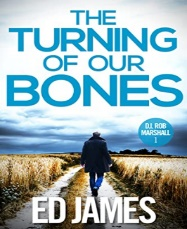 THE
TURNING
OF OUR
BONES
D.I. ROB
MARSHALL
1
ED JAMES